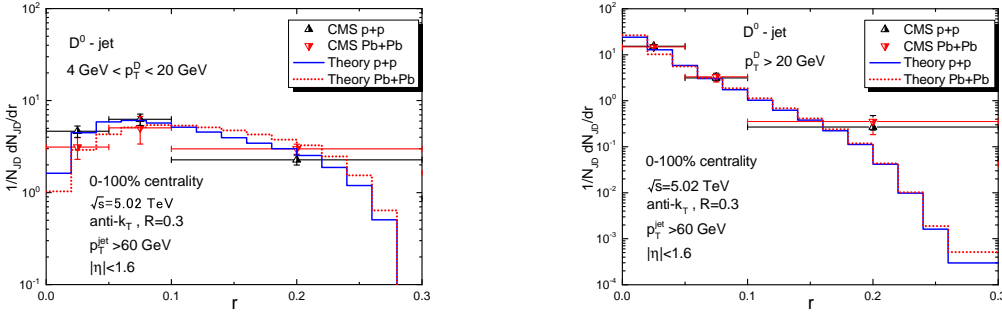 10²
10¹
10⁰
10⁻¹
1/N_JD dN_JD/dr
D⁰ - jet
4 GeV < p_T^D < 20 GeV
CMS p+p
CMS Pb+Pb
Theory p+p
Theory Pb+Pb
0-100% centrality
√s=5.02 TeV
anti-k_T , R=0.3
p_T^jet >60 GeV
|η|<1.6
0.0 0.1 0.2 0.3
r
10²
10¹
10⁰
10⁻¹
10⁻²
10⁻³
10⁻⁴
1/N_JD dN_JD/dr
D⁰ - jet
p_T^D > 20 GeV
CMS p+p
CMS Pb+Pb
Theory p+p
Theory Pb+Pb
0-100% centrality
√s=5.02 TeV
anti-k_T , R=0.3
p_T^jet >60 GeV
|η|<1.6
0.0 0.1 0.2 0.3
r